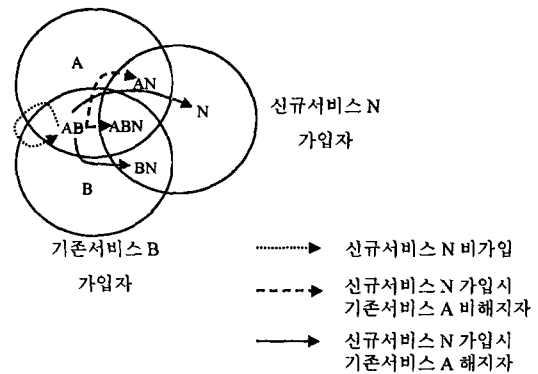 A
AN
N
AB
ABN
BN
B
신규서비스 N
가입자
기존서비스 B
가입자
신규서비스 N 비가입
신규서비스 N 가입시
기존서비스 A 비해지자
신규서비스 N 가입시
기존서비스 A 해지자